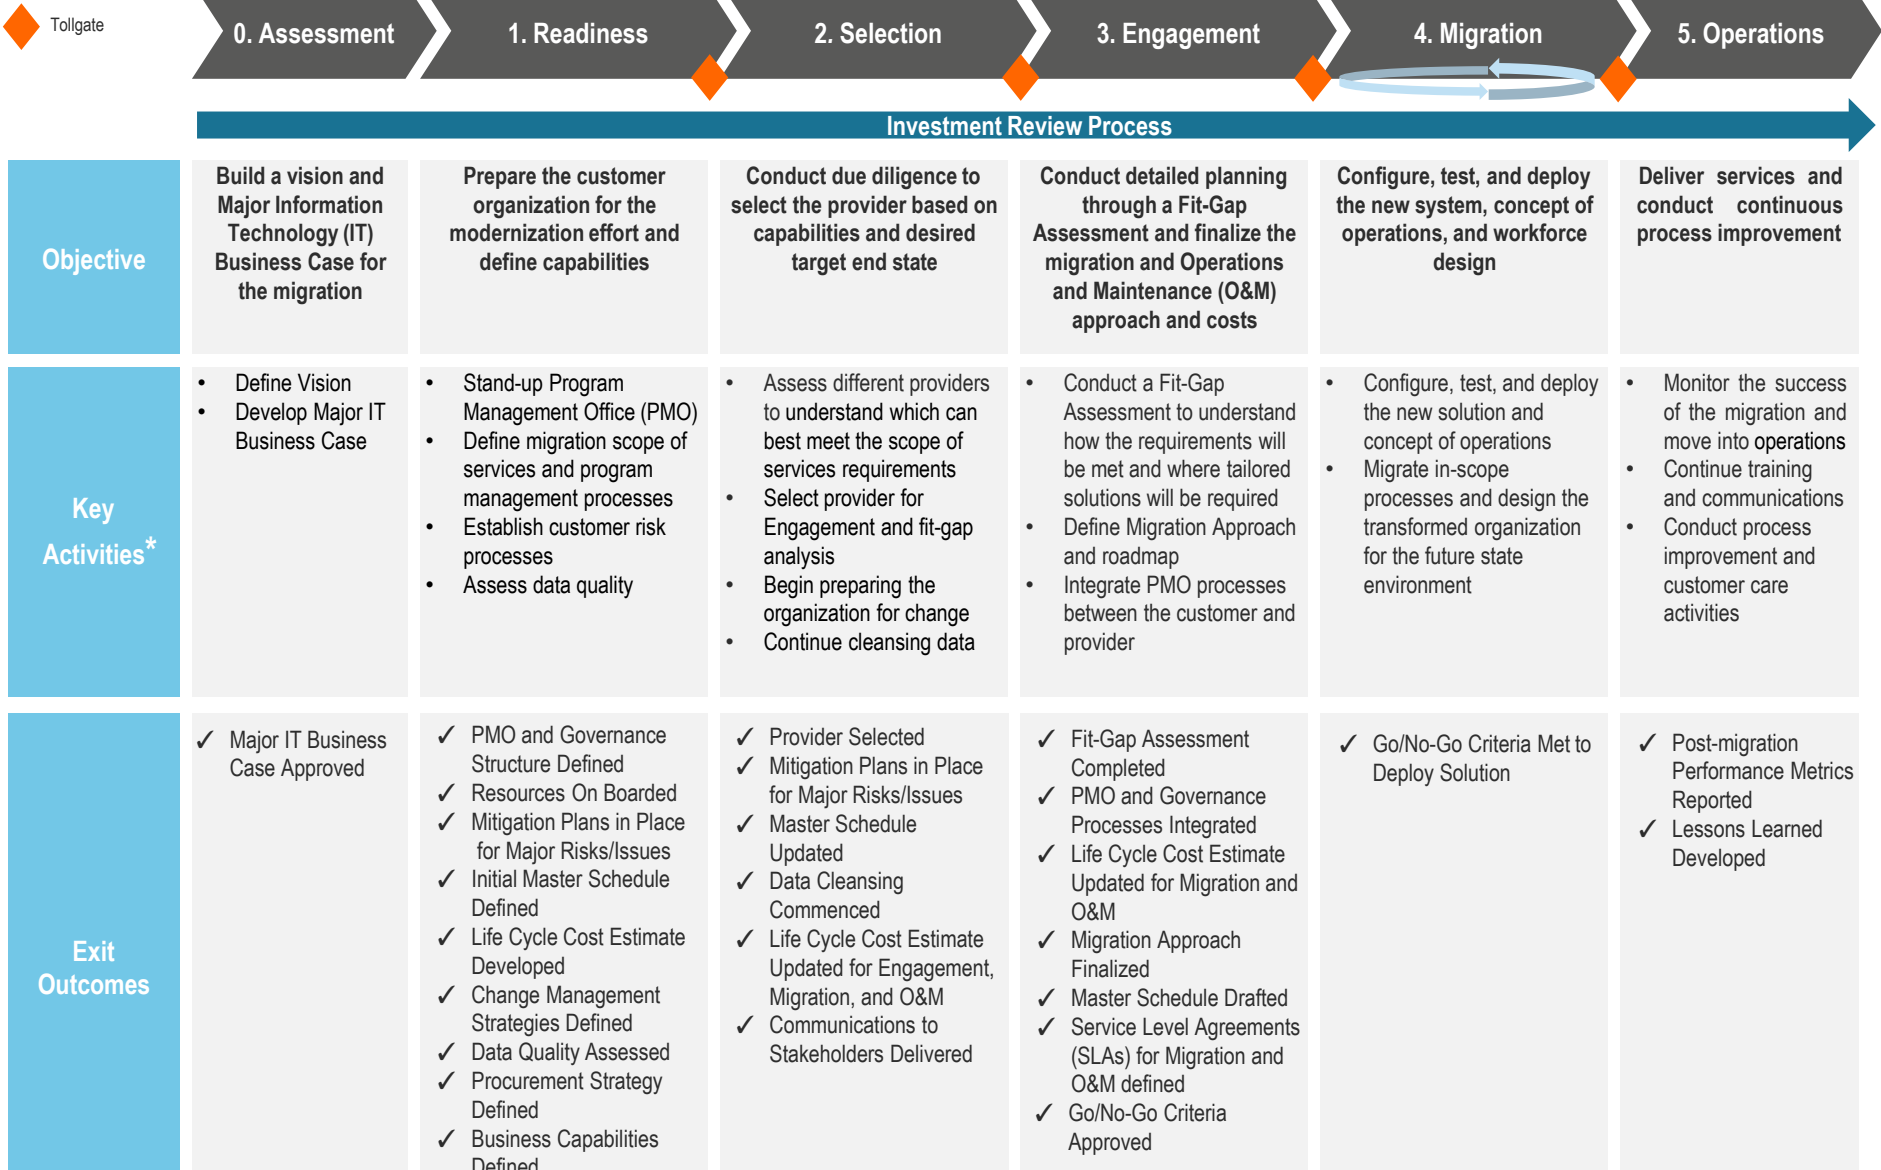 Tollgate
0. Assessment
1. Readiness
2. Selection
3. Engagement
4. Migration
5. Operations
Investment Review Process
Objective
Build a vision and
Major Information
Technology (IT)
Business Case for
the migration
Prepare the customer
organization for the
modernization effort and
define capabilities
Conduct due diligence to
select the provider based on
capabilities and desired
target end state
Conduct detailed planning
through a Fit-Gap
Assessment and finalize the
migration and Operations
and Maintenance (O&M)
approach and costs
Configure, test, and deploy
the new system, concept of
operations, and workforce
design
Deliver services and
conduct continuous
process improvement
Key
Activities*
• Define Vision
• Develop Major IT
Business Case
• Stand-up Program
Management Office (PMO)
• Define migration scope of
services and program
management processes
• Establish customer risk
processes
• Assess data quality
• Assess different providers
to understand which can
best meet the scope of
services requirements
• Select provider for
Engagement and fit-gap
analysis
• Begin preparing the
organization for change
• Continue cleansing data
• Conduct a Fit-Gap
Assessment to understand
how the requirements will
be met and where tailored
solutions will be required
• Define Migration Approach
and roadmap
• Integrate PMO processes
between the customer and
provider
• Configure, test, and deploy
the new solution and
concept of operations
• Migrate in-scope
processes and design the
transformed organization
for the future state
environment
• Monitor the success
of the migration and
move into operations
• Continue training
and communications
• Conduct process
improvement and
customer care
activities
Exit
Outcomes
✓ Major IT Business
Case Approved
✓ PMO and Governance
Structure Defined
✓ Resources On Boarded
✓ Mitigation Plans in Place
for Major Risks/Issues
✓ Initial Master Schedule
Defined
✓ Life Cycle Cost Estimate
Developed
✓ Change Management
Strategies Defined
✓ Data Quality Assessed
✓ Procurement Strategy
Defined
✓ Business Capabilities
Defined
✓ Provider Selected
✓ Mitigation Plans in Place
for Major Risks/Issues
✓ Master Schedule
Updated
✓ Data Cleansing
Commenced
✓ Life Cycle Cost Estimate
Updated for Engagement,
Migration, and O&M
✓ Communications to
Stakeholders Delivered
✓ Fit-Gap Assessment
Completed
✓ PMO and Governance
Processes Integrated
✓ Life Cycle Cost Estimate
Updated for Migration and
O&M
✓ Migration Approach
Finalized
✓ Master Schedule Drafted
✓ Service Level Agreements
(SLAs) for Migration and
O&M defined
✓ Go/No-Go Criteria
Approved
✓ Go/No-Go Criteria Met to
Deploy Solution
✓ Post-migration
Performance Metrics
Reported
✓ Lessons Learned
Developed